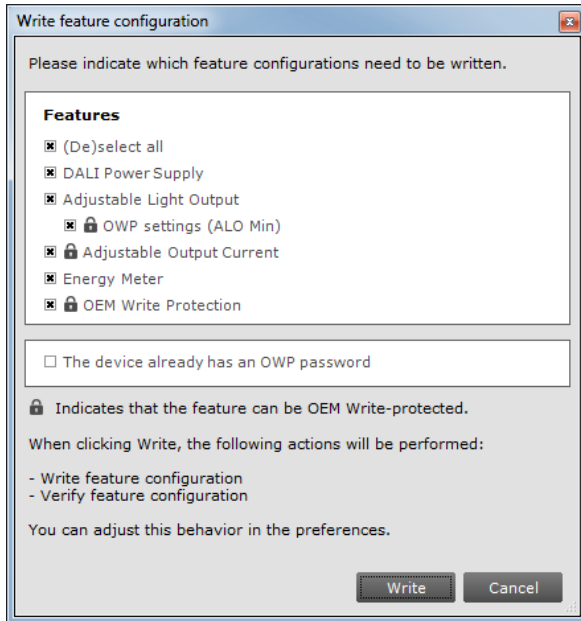 Write feature configuration
Please indicate which feature configurations need to be written.
Features
(De)select all
DALI Power Supply
Adjustable Light Output
OWP settings (ALO Min)
Adjustable Output Current
Energy Meter
OEM Write Protection
The device already has an OWP password
Indicates that the feature can be OEM Write-protected.
When clicking Write, the following actions will be performed:
- Write feature configuration
- Verify feature configuration
You can adjust this behavior in the preferences.
Write Cancel